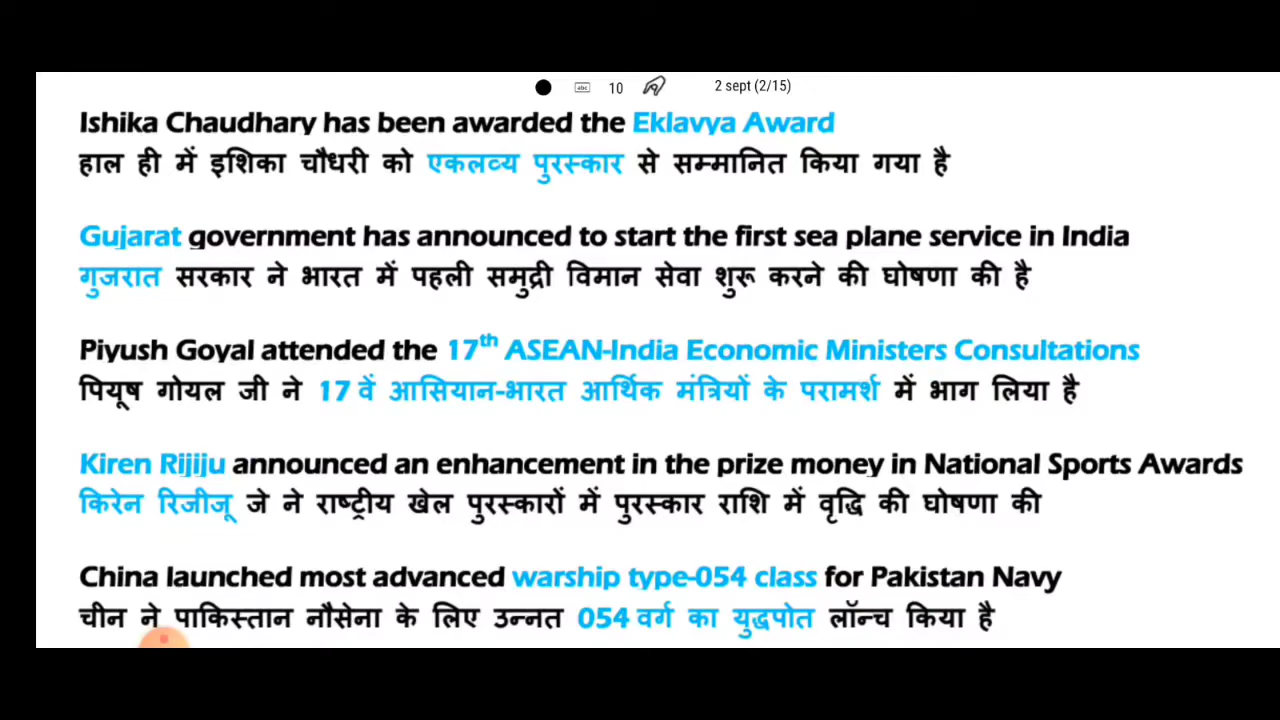 abc 10 2 sept (2/15)
Ishika Chaudhary has been awarded the Eklavya Award
हाल ही में इशिका चौधरी को एकलव्य पुरस्कार से सम्मानित किया गया है
Gujarat government has announced to start the first sea plane service in India
गुजरात सरकार ने भारत में पहली समुद्री विमान सेवा शुरू करने की घोषणा की है
Piyush Goyal attended the 17th ASEAN-India Economic Ministers Consultations
पियूष गोयल जी ने 17 वें आसियान-भारत आर्थिक मंत्रियों के परामर्श में भाग लिया है
Kiren Rijiju announced an enhancement in the prize money in National Sports Awards
किरेन रिजीजू जे ने राष्ट्रीय खेल पुरस्कारों में पुरस्कार राशि में वृद्धि की घोषणा की
China launched most advanced warship type-054 class for Pakistan Navy
चीन ने पाकिस्तान नौसेना के लिए उन्नत 054 वर्ग का युद्धपोत लॉन्च किया है